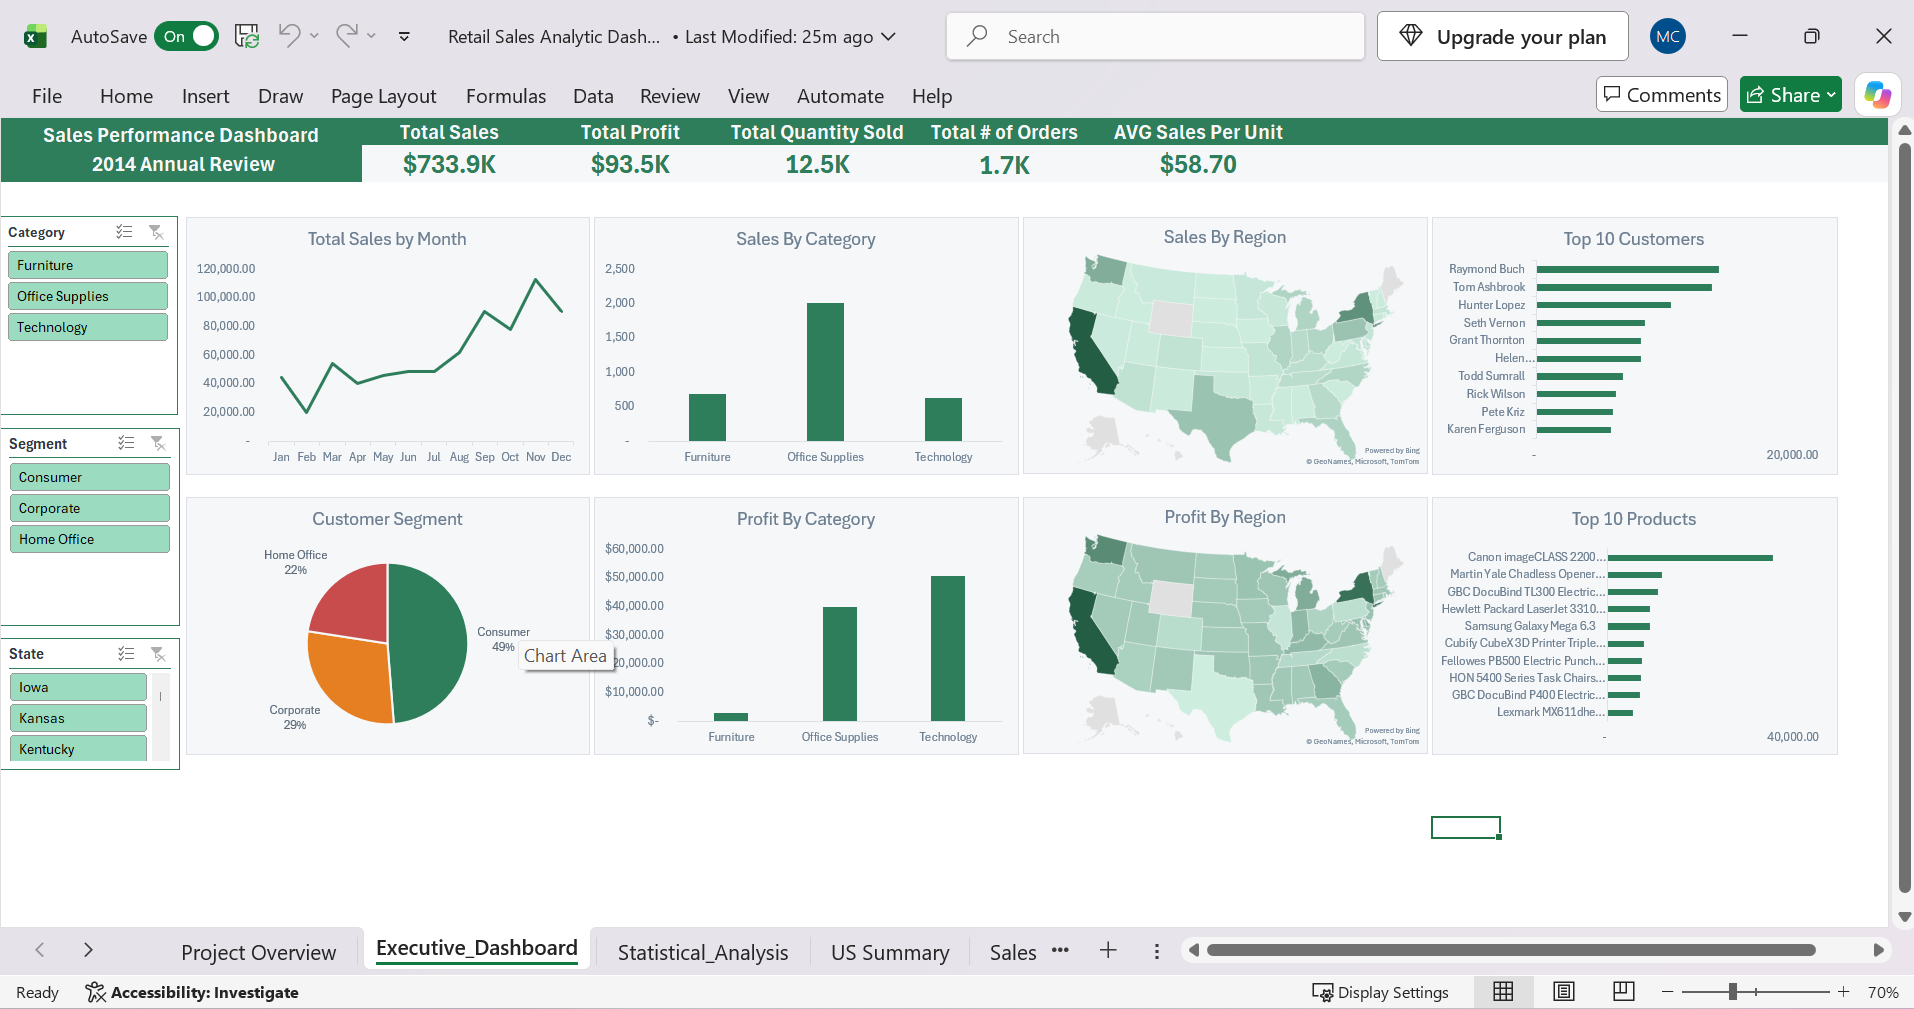 AutoSave On Retail Sales Analytic Dash... • Last Modified: 25m ago Search Upgrade your plan MC
File Home Insert Draw Page Layout Formulas Data Review View Automate Help Comments Share
Sales Performance Dashboard
2014 Annual Review
Total Sales Total Profit Total Quantity Sold Total # of Orders AVG Sales Per Unit
$733.9K $93.5K 12.5K 1.7K $58.70
Category
Furniture
Office Supplies
Technology
Segment
Consumer
Corporate
Home Office
State
Iowa
Kansas
Kentucky
Total Sales by Month
120,000.00
100,000.00
80,000.00
60,000.00
40,000.00
20,000.00
-
Jan Feb Mar Apr May Jun Jul Aug Sep Oct Nov Dec
Sales By Category
2,500
2,000
1,500
1,000
500
-
Furniture Office Supplies Technology
Sales By Region
Powered by Bing
© GeoNames, Microsoft, TomTom
Top 10 Customers
Raymond Buch
Tom Ashbrook
Hunter Lopez
Seth Vernon
Grant Thornton
Helen...
Todd Sumrall
Rick Wilson
Pete Kriz
Karen Ferguson
- 20,000.00
Customer Segment
Home Office
22%
Consumer
49%
Corporate
29%
Chart Area
Profit By Category
$60,000.00
$50,000.00
$40,000.00
$30,000.00
20,000.00
$10,000.00
$-
Furniture Office Supplies Technology
Profit By Region
Powered by Bing
© GeoNames, Microsoft, TomTom
Top 10 Products
Canon imageCLASS 2200...
Martin Yale Chadless Opener...
GBC DocuBind TL300 Electric...
Hewlett Packard LaserJet 3310...
Samsung Galaxy Mega 6.3
Cubify CubeX 3D Printer Triple...
Fellowes PB500 Electric Punch...
HON 5400 Series Task Chairs...
GBC DocuBind P400 Electric...
Lexmark MX611dhe...
- 40,000.00
Project Overview Executive_Dashboard Statistical_Analysis US Summary Sales ...
Ready Accessibility: Investigate Display Settings 70%